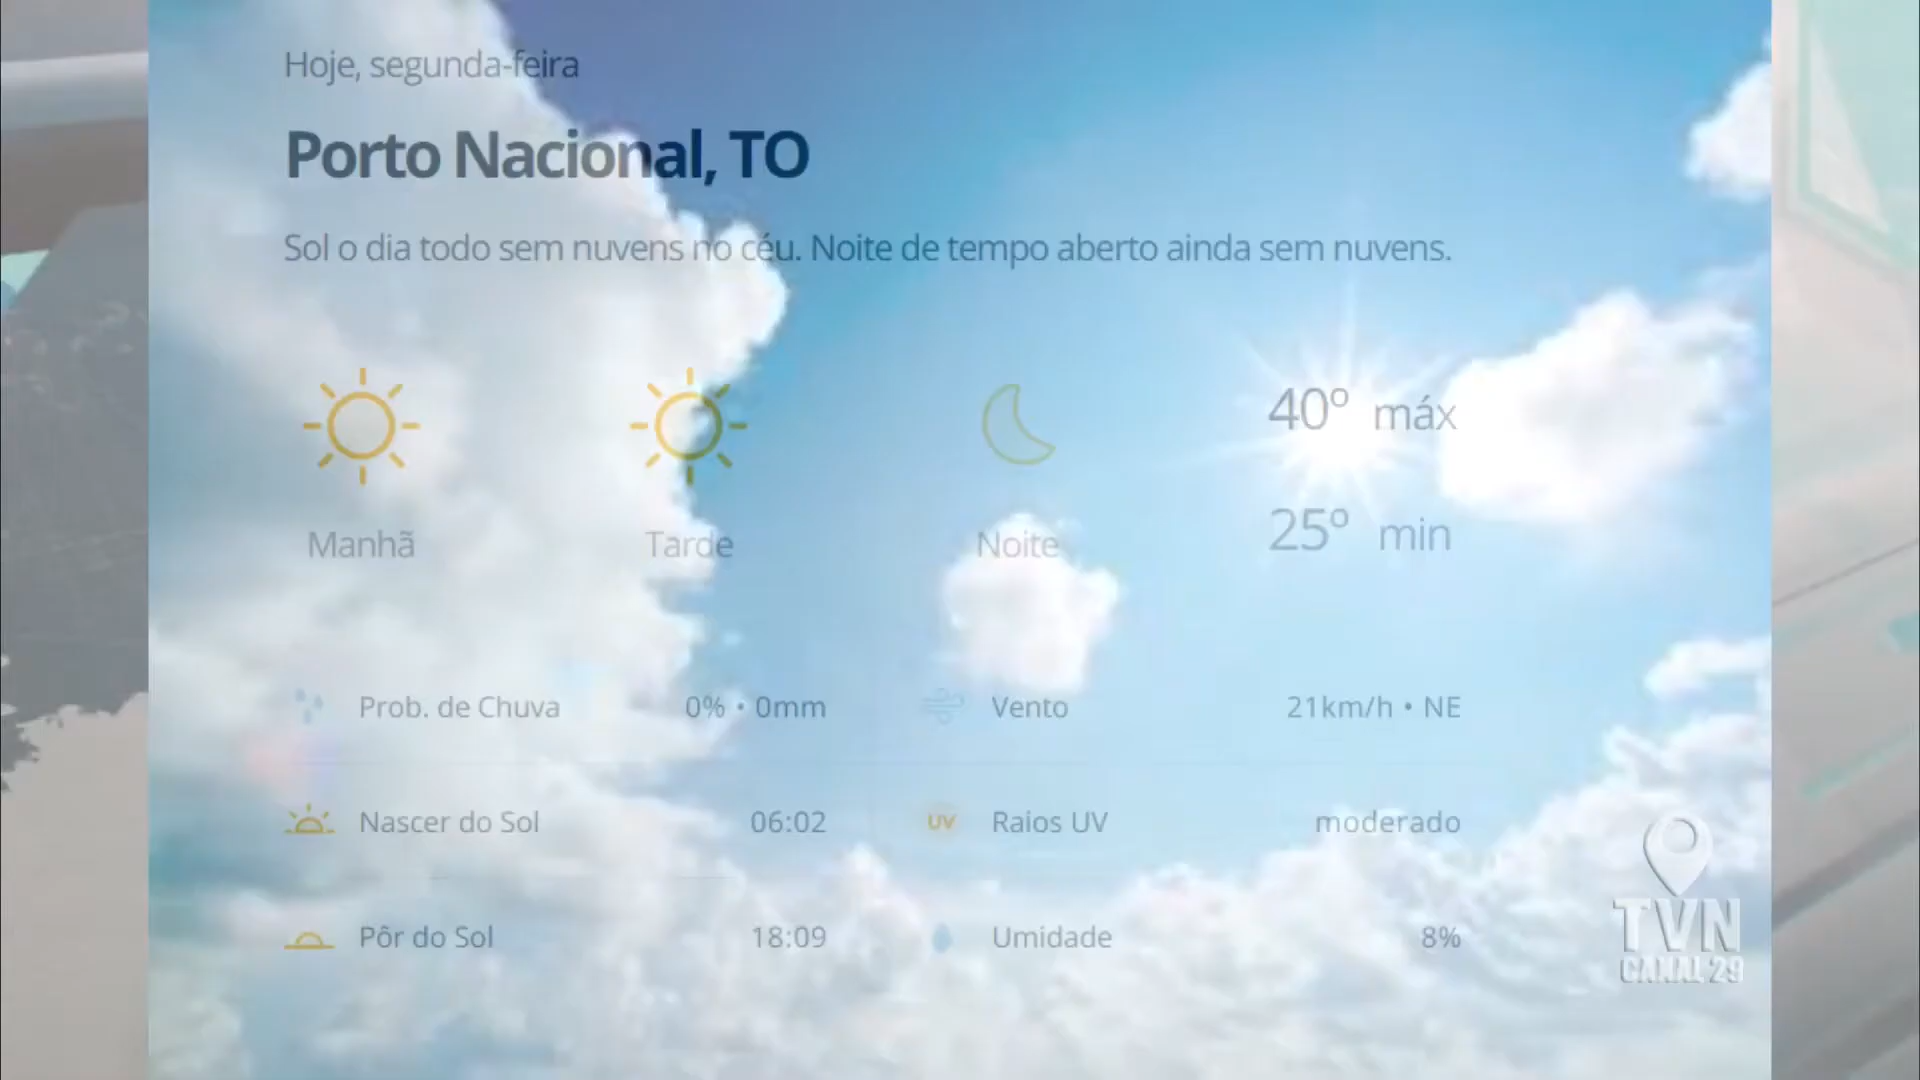 Hoje, segunda-feira
Porto Nacional, TO
Sol o dia todo sem nuvens no céu. Noite de tempo aberto ainda sem nuvens.
40º máx
25º min
Manhã
Tarde
Noite
Prob. de Chuva 0% • 0mm
Vento 21km/h • NE
Nascer do Sol 06:02
UV Raios UV moderado
Pôr do Sol 18:09
Umidade 8%
TVN
CANAL 29